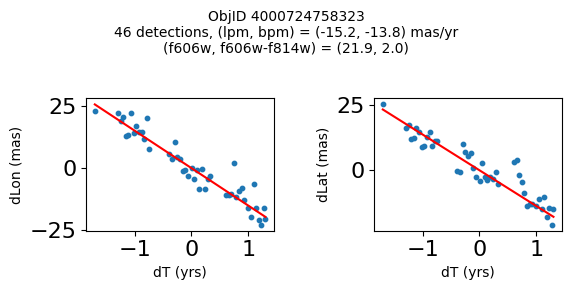 ObjID 4000724758323
46 detections, (lpm, bpm) = (-15.2, -13.8) mas/yr
(f606w, f606w-f814w) = (21.9, 2.0)
dLon (mas)
25
0
−25
−1
0
1
dT (yrs)
dLat (mas)
25
0
−1
0
1
dT (yrs)